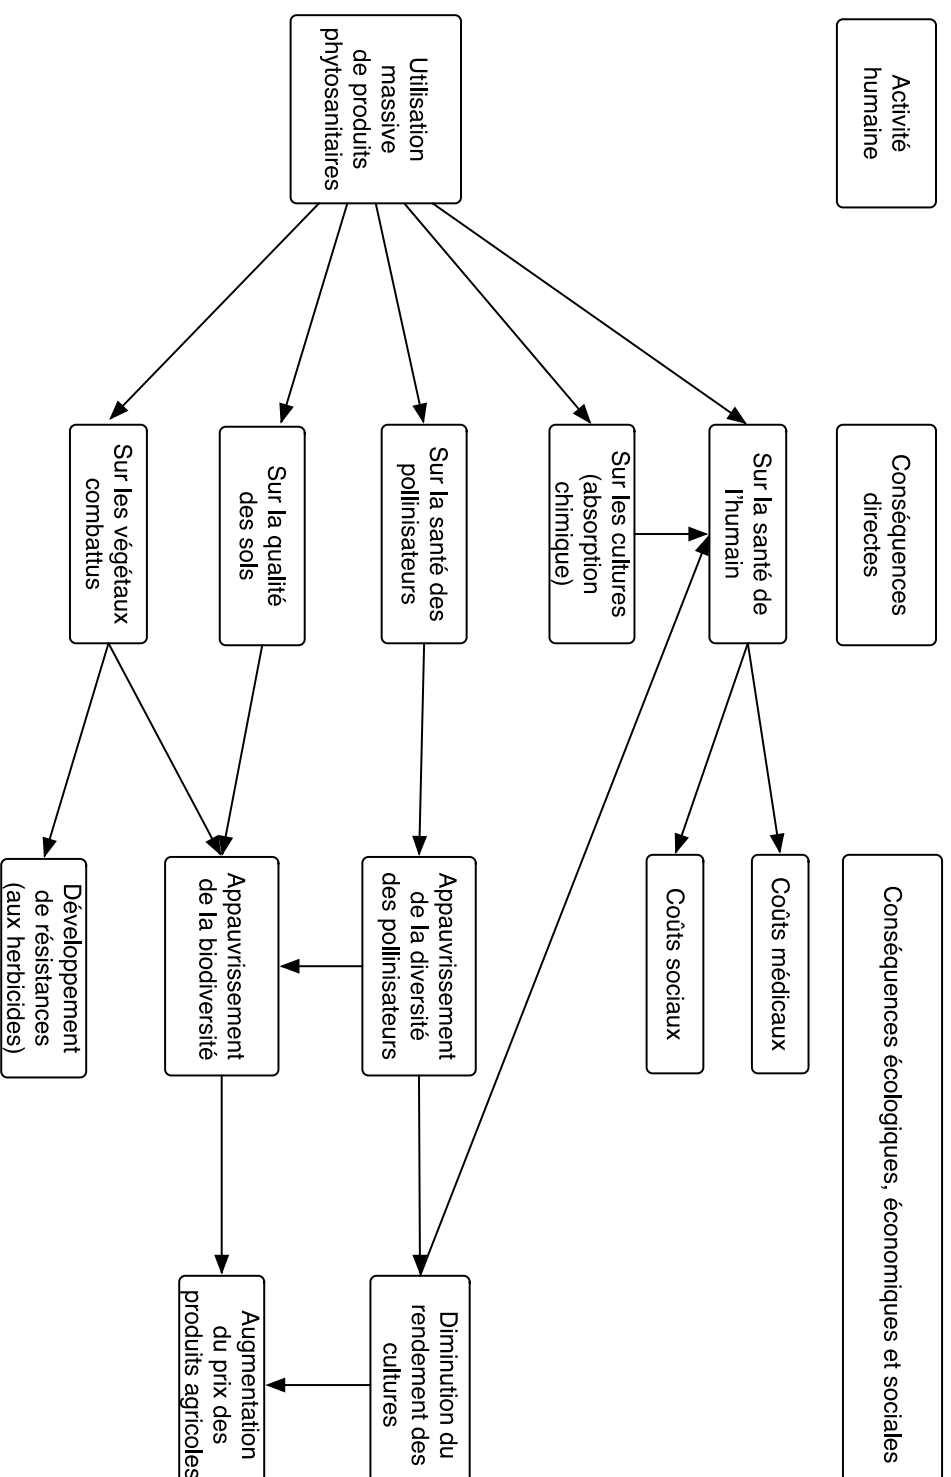 Activité
humaine
Conséquences
directes
Conséquences écologiques, économiques et sociales
Utilisation
massive
de produits
phytosanitaires
Sur la santé de
l'humain
Sur les cultures
(absorption
chimique)
Sur la santé des
pollinisateurs
Sur la qualité
des sols
Sur les végétaux
combattus
Coûts médicaux
Coûts sociaux
Appauvrissement
de la diversité
des pollinisateurs
Appauvrissement
de la biodiversité
Développement
de résistances
(aux herbicides)
Diminution du
rendement des
cultures
Augmentation
du prix des
produits agricoles